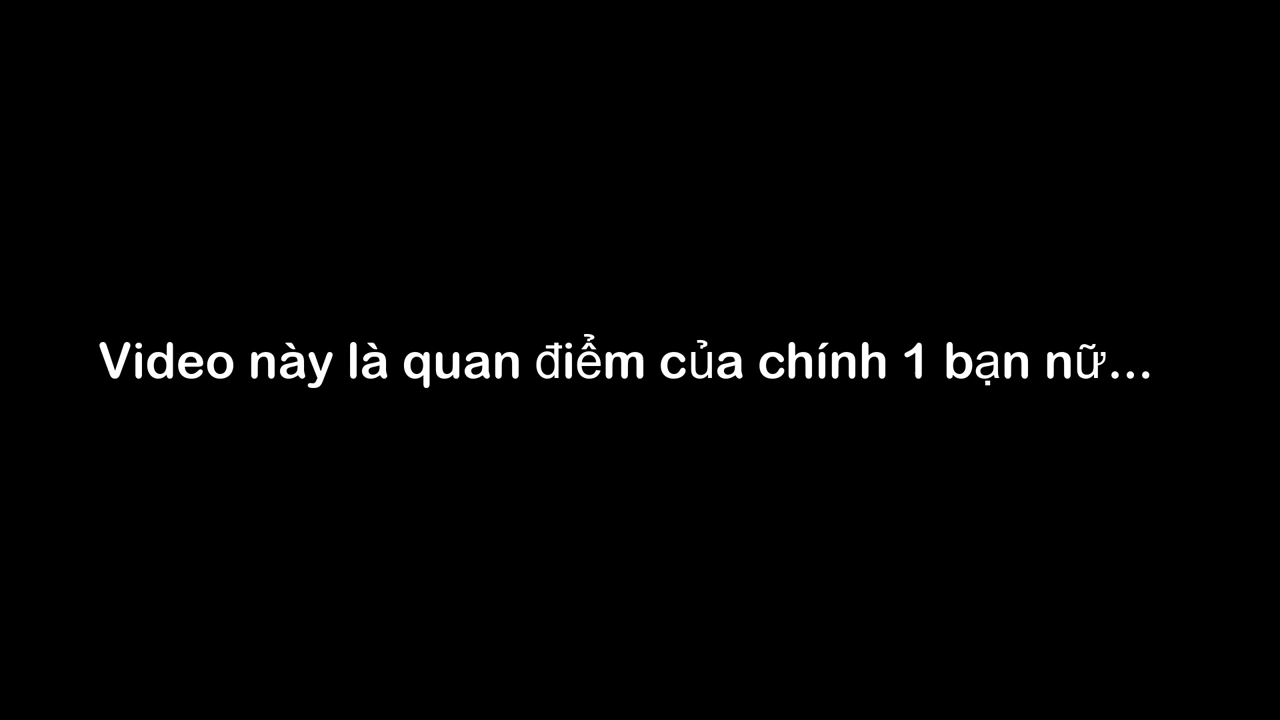 Video này là quan điểm của chính 1 bạn nữ...